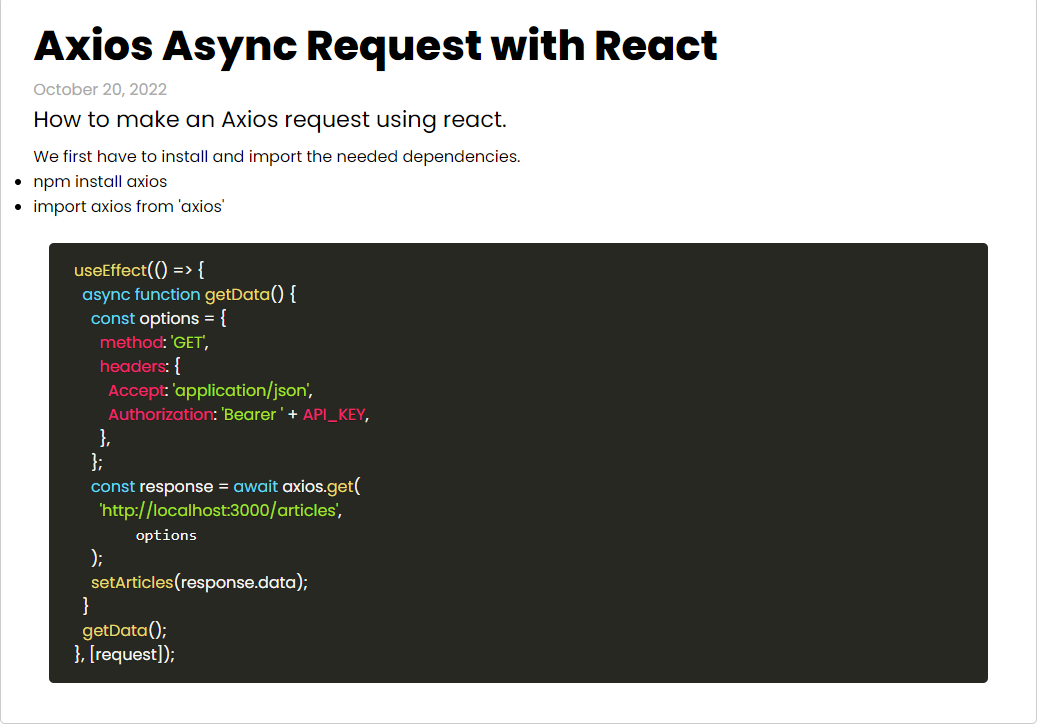 Axios Async Request with React
October 20, 2022
How to make an Axios request using react.
We first have to install and import the needed dependencies.
npm install axios
import axios from 'axios'
useEffect(() => {
async function getData() {
const options = {
method: 'GET',
headers: {
Accept: 'application/json',
Authorization: 'Bearer ' + API_KEY,
},
};
const response = await axios.get(
'http://localhost:3000/articles',
options
);
setArticles(response.data);
}
getData();
}, [request]);